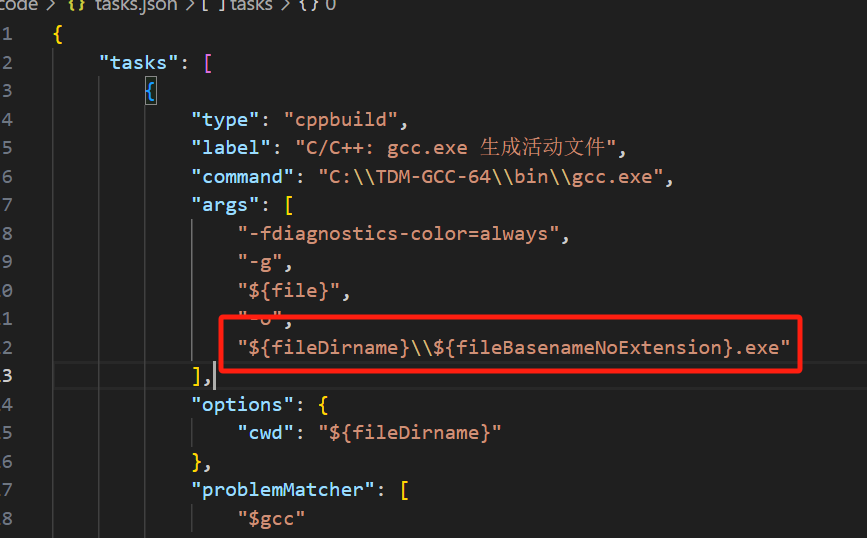 code > {} tasks.json > [ ] tasks > {} 0
1 {
2 "tasks": [
3 {
4 "type": "cppbuild",
5 "label": "C/C++: gcc.exe 生成活动文件",
6 "command": "C:\\TDM-GCC-64\\bin\\gcc.exe",
7 "args": [
8 "-fdiagnostics-color=always",
9 "-g",
0 "${file}",
1 "-o",
2 "${fileDirname}\\${fileBasenameNoExtension}.exe"
3 ],
4 "options": {
5 "cwd": "${fileDirname}"
6 },
7 "problemMatcher": [
8 "$gcc"